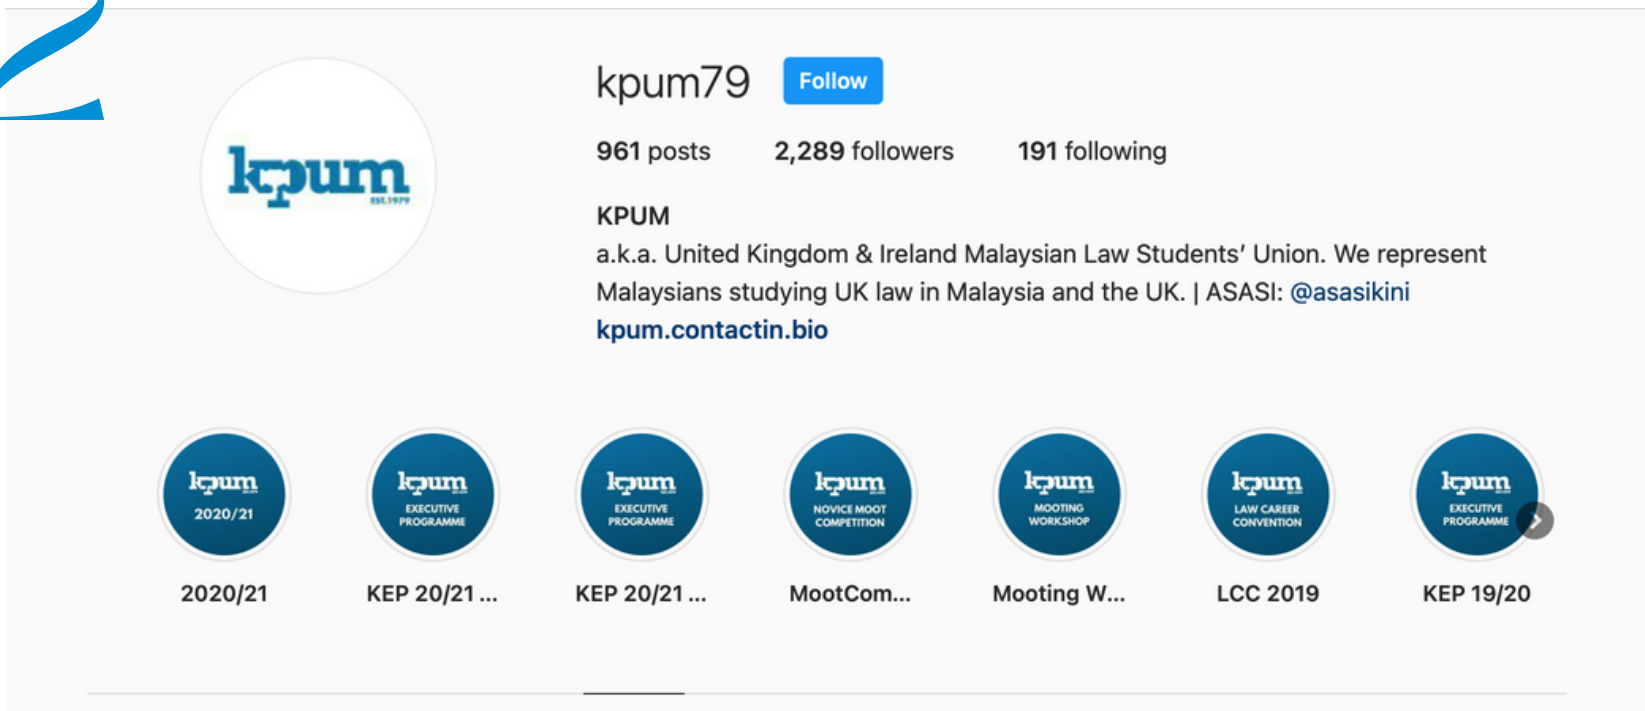 2
kpum79 Follow
961 posts 2,289 followers 191 following
kpum
EST.1979
KPUM
a.k.a. United Kingdom & Ireland Malaysian Law Students' Union. We represent
Malaysians studying UK law in Malaysia and the UK. | ASASI: @asasikini
kpum.contactin.bio
kpum
2020/21
kpum
EXECUTIVE
PROGRAMME
kpum
EXECUTIVE
PROGRAMME
kpum
NOVICE MOOT
COMPETITION
kpum
MOOTING
WORKSHOP
kpum
LAW CAREER
CONVENTION
kpum
EXECUTIVE
PROGRAMME
2020/21 KEP 20/21 ... KEP 20/21 ... MootCom... Mooting W... LCC 2019 KEP 19/20